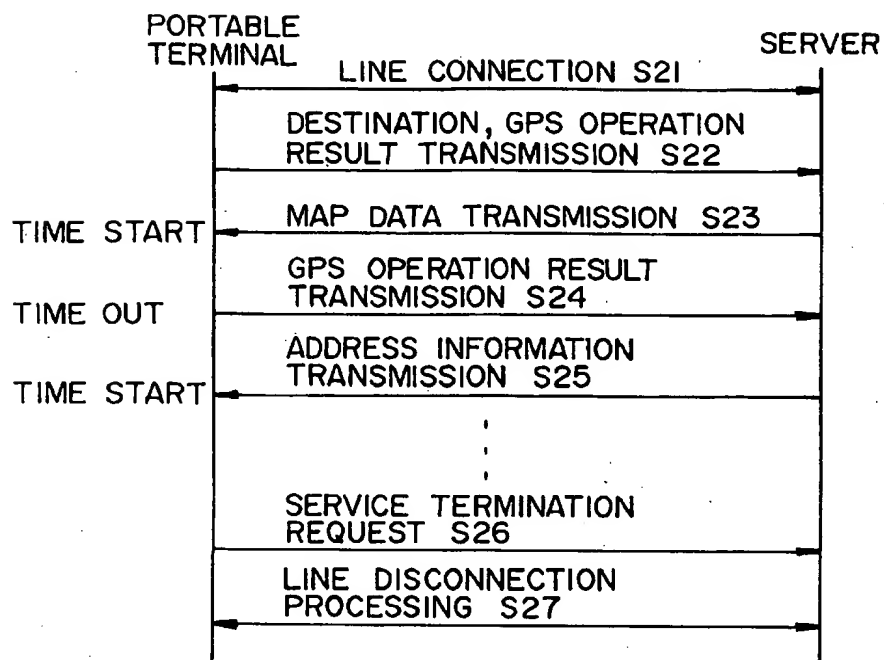 PORTABLE
TERMINAL
SERVER
LINE CONNECTION S21
DESTINATION, GPS OPERATION
RESULT TRANSMISSION S22
MAP DATA TRANSMISSION S23
TIME START
GPS OPERATION RESULT
TRANSMISSION S24
TIME OUT
ADDRESS INFORMATION
TRANSMISSION S25
TIME START
SERVICE TERMINATION
REQUEST S26
LINE DISCONNECTION
PROCESSING S27